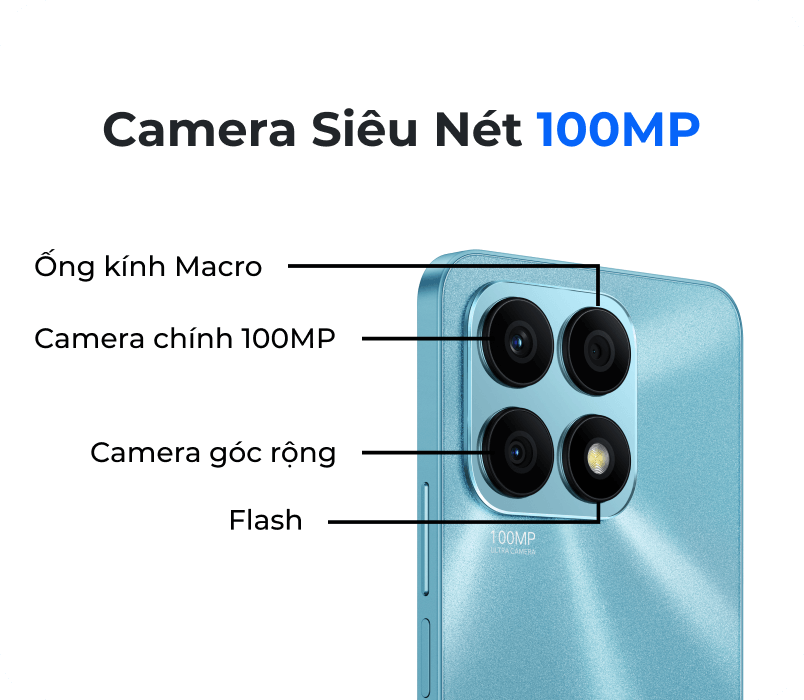 Camera Siêu Nét 100MP
Ống kính Macro
Camera chính 100MP
Camera góc rộng
Flash
100MP
ULTRA CAMERA